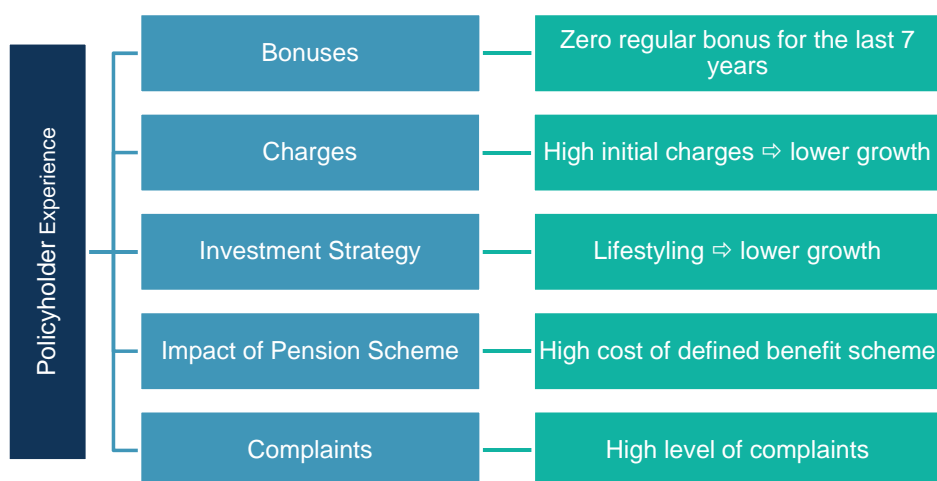 Policyholder Experience
Bonuses
Zero regular bonus for the last 7
years
Charges
High initial charges ⇨ lower growth
Investment Strategy
Lifestyling ⇨ lower growth
Impact of Pension Scheme
High cost of defined benefit scheme
Complaints
High level of complaints